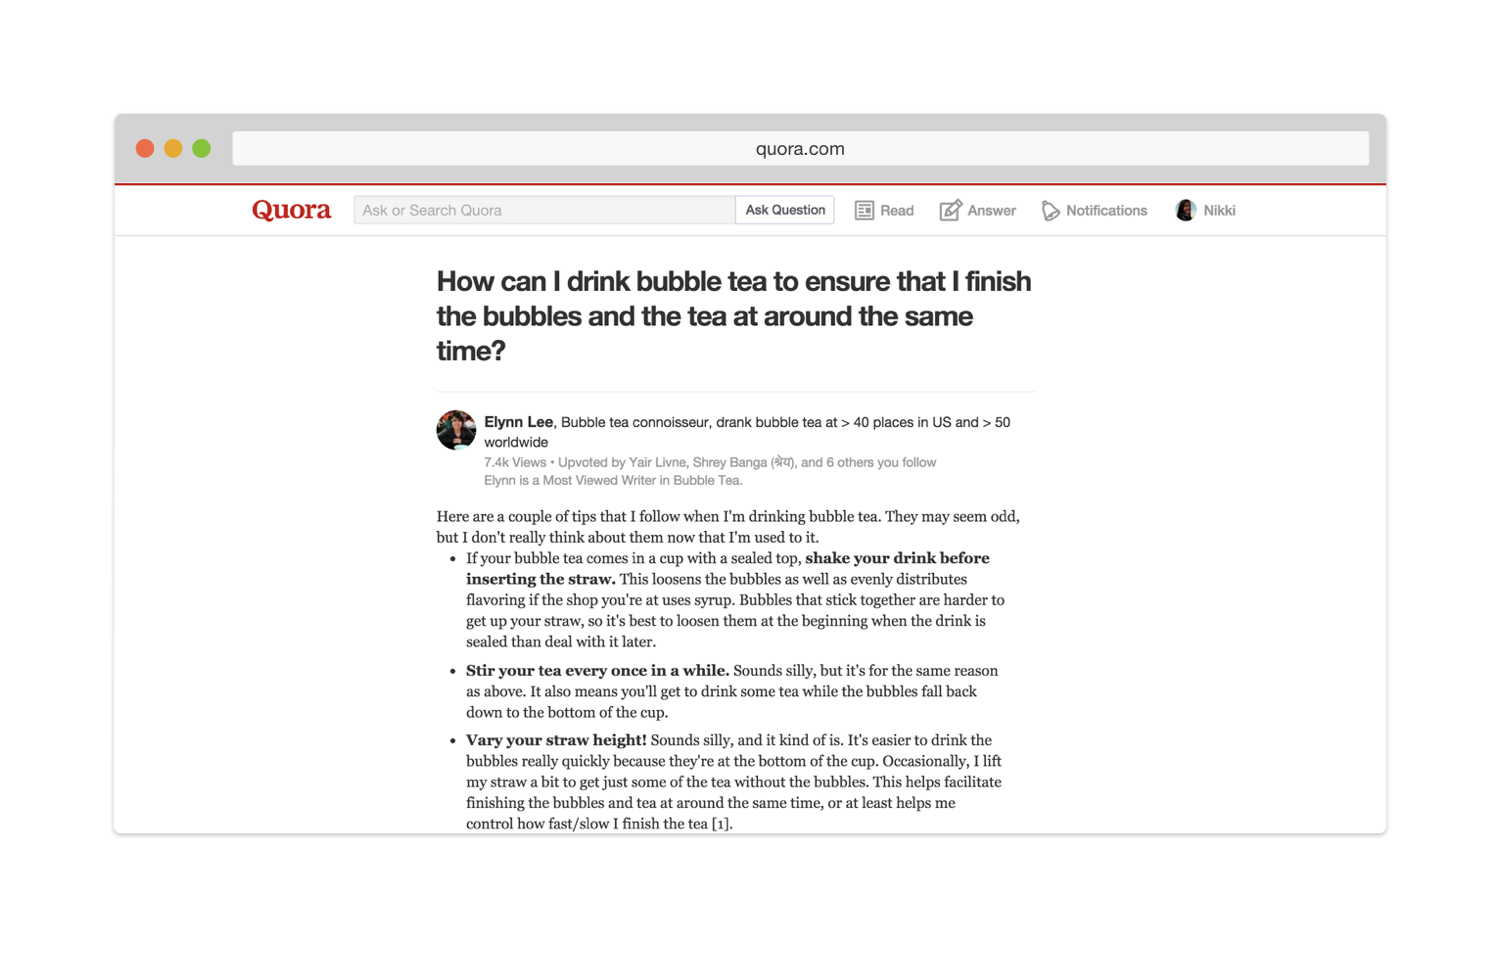 quora.com
Quora
Ask or Search Quora
Ask Question
Read
Answer
Notifications
Nikki
How can I drink bubble tea to ensure that I finish
the bubbles and the tea at around the same
time?
Elynn Lee, Bubble tea connoisseur, drank bubble tea at > 40 places in US and > 50
worldwide
7.4k Views • Upvoted by Yair Livne, Shrey Banga (श्रेय), and 6 others you follow
Elynn is a Most Viewed Writer in Bubble Tea.
Here are a couple of tips that I follow when I'm drinking bubble tea. They may seem odd,
but I don't really think about them now that I'm used to it.
• If your bubble tea comes in a cup with a sealed top, shake your drink before
inserting the straw. This loosens the bubbles as well as evenly distributes
flavoring if the shop you're at uses syrup. Bubbles that stick together are harder to
get up your straw, so it's best to loosen them at the beginning when the drink is
sealed than deal with it later.
• Stir your tea every once in a while. Sounds silly, but it's for the same reason
as above. It also means you'll get to drink some tea while the bubbles fall back
down to the bottom of the cup.
• Vary your straw height! Sounds silly, and it kind of is. It's easier to drink the
bubbles really quickly because they're at the bottom of the cup. Occasionally, I lift
my straw a bit to get just some of the tea without the bubbles. This helps facilitate
finishing the bubbles and tea at around the same time, or at least helps me
control how fast/slow I finish the tea [1].